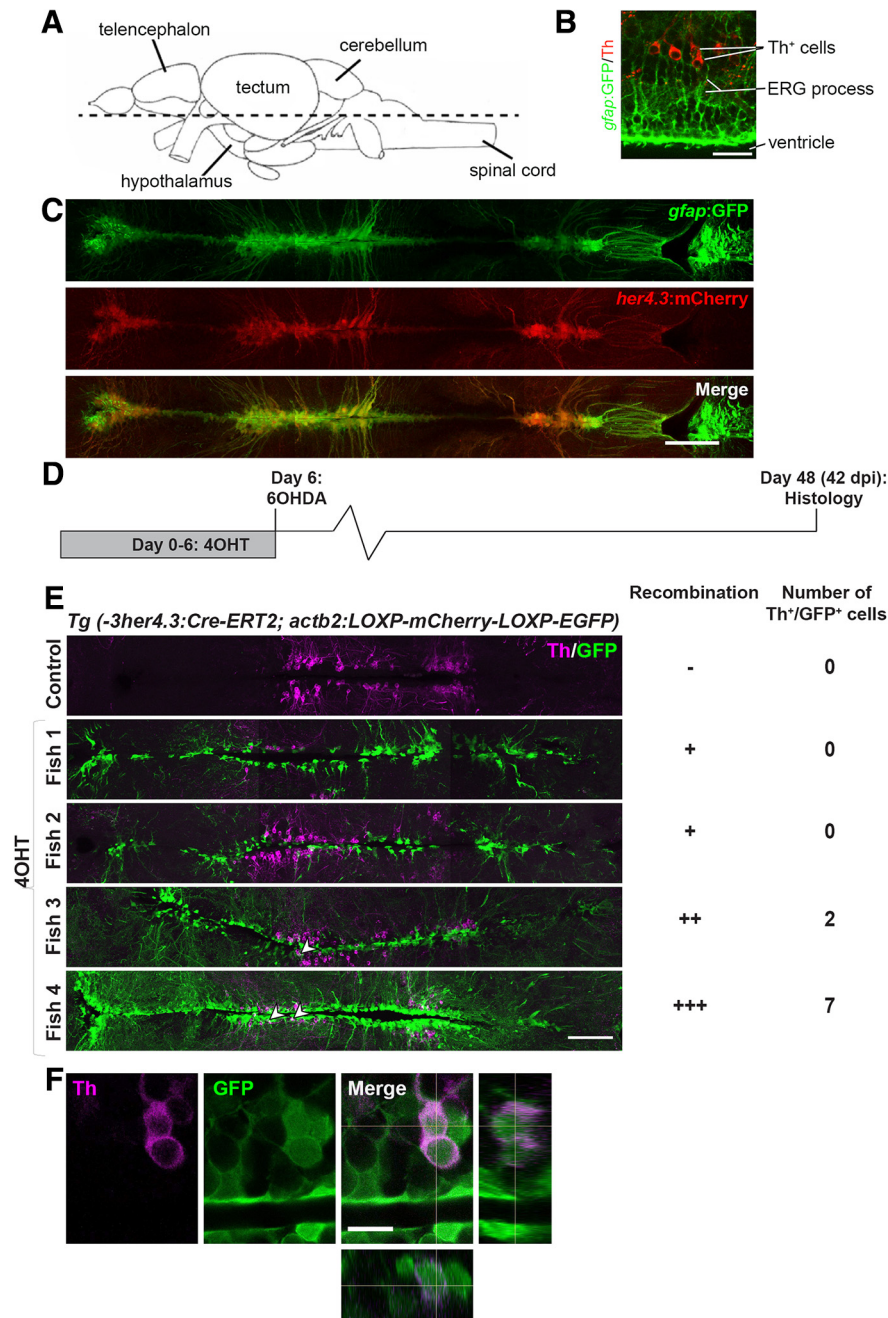 A
telencephalon
cerebellum
tectum
hypothalamus
spinal cord
B
gfap:GFP/Th
Th⁺ cells
ERG process
ventricle
C
gfap:GFP
her4.3:mCherry
Merge
D
Day 6:
6OHDA
Day 48 (42 dpi):
Histology
Day 0-6: 4OHT
E
Tg (-3her4.3:Cre-ERT2; actb2:LOXP-mCherry-LOXP-EGFP)
Recombination
Number of
Th⁺/GFP⁺ cells
Control
Th/GFP
-
0
4OHT
Fish 1
+
0
Fish 2
+
0
Fish 3
++
2
Fish 4
+++
7
F
Th
GFP
Merge